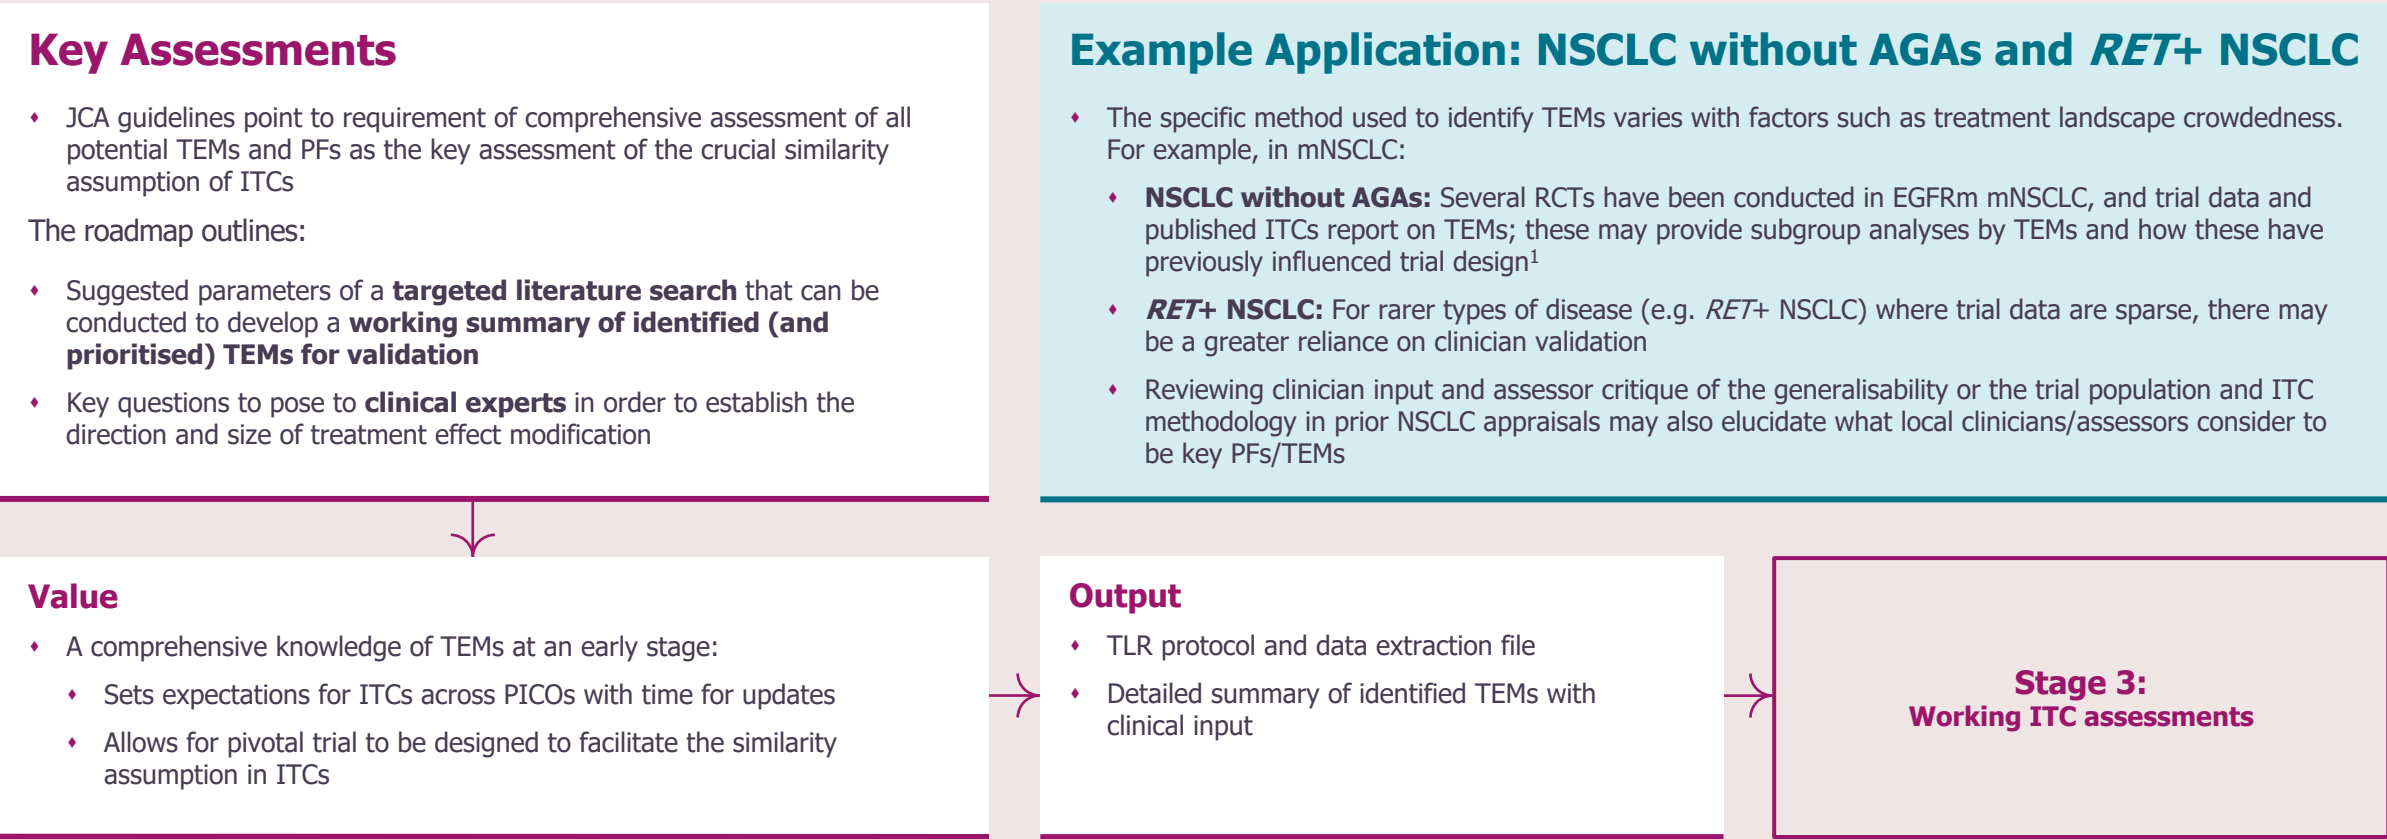 Key Assessments
JCA guidelines point to requirement of comprehensive assessment of all
potential TEMs and PFs as the key assessment of the crucial similarity
assumption of ITCs
The roadmap outlines:
Suggested parameters of a targeted literature search that can be
conducted to develop a working summary of identified (and
prioritised) TEMs for validation
Key questions to pose to clinical experts in order to establish the
direction and size of treatment effect modification
Example Application: NSCLC without AGAs and RET+ NSCLC
The specific method used to identify TEMs varies with factors such as treatment landscape crowdedness.
For example, in mNSCLC:
NSCLC without AGAs: Several RCTs have been conducted in EGFRm mNSCLC, and trial data and
published ITCs report on TEMs; these may provide subgroup analyses by TEMs and how these have
previously influenced trial design1
RET+ NSCLC: For rarer types of disease (e.g. RET+ NSCLC) where trial data are sparse, there may
be a greater reliance on clinician validation
Reviewing clinician input and assessor critique of the generalisability or the trial population and ITC
methodology in prior NSCLC appraisals may also elucidate what local clinicians/assessors consider to
be key PFs/TEMs
Value
A comprehensive knowledge of TEMs at an early stage:
Sets expectations for ITCs across PICOs with time for updates
Allows for pivotal trial to be designed to facilitate the similarity
assumption in ITCs
Output
TLR protocol and data extraction file
Detailed summary of identified TEMs with
clinical input
Stage 3:
Working ITC assessments